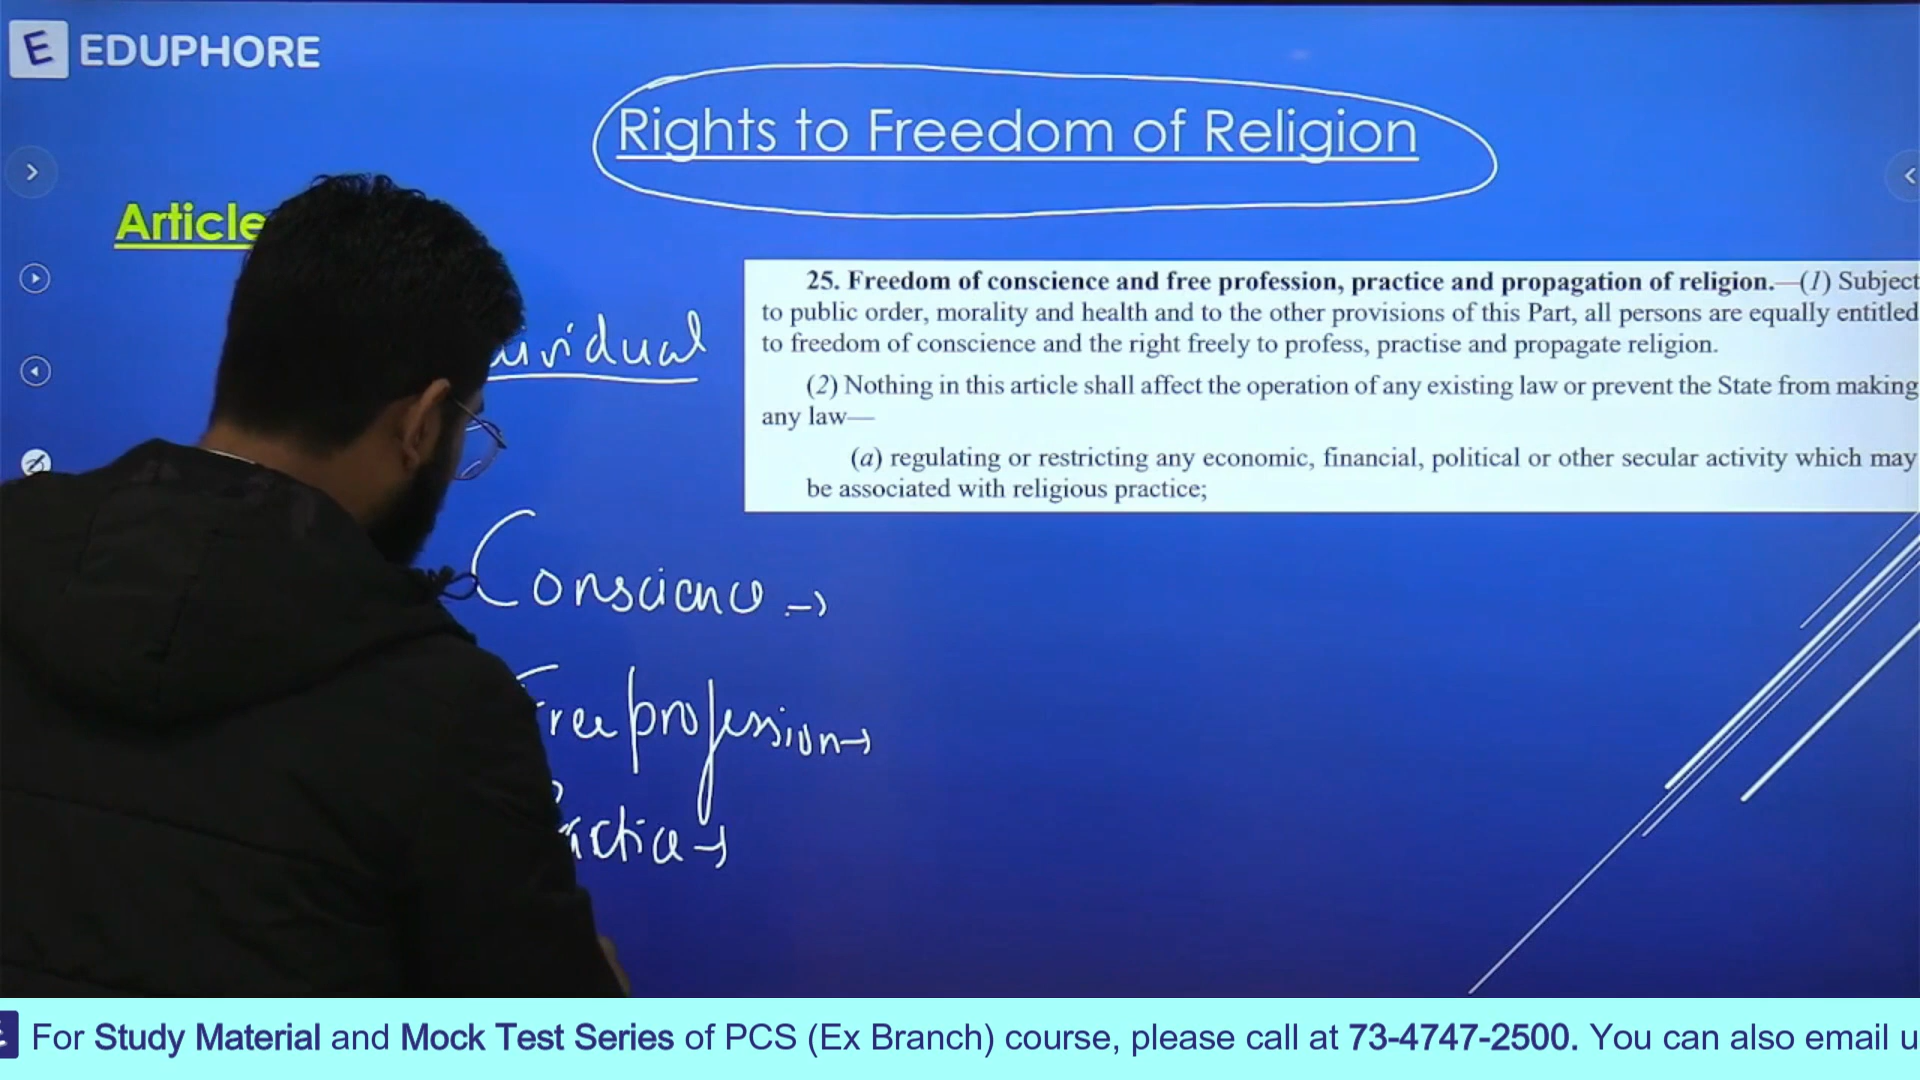 E EDUPHORE
Rights to Freedom of Religion
Article
25. Freedom of conscience and free profession, practice and propagation of religion.—(1) Subject
to public order, morality and health and to the other provisions of this Part, all persons are equally entitled
to freedom of conscience and the right freely to profess, practise and propagate religion.
(2) Nothing in this article shall affect the operation of any existing law or prevent the State from making
any law—
(a) regulating or restricting any economic, financial, political or other secular activity which may
be associated with religious practice;
Conscience →
Free profession →
For Study Material and Mock Test Series of PCS (Ex Branch) course, please call at 73-4747-2500. You can also email u